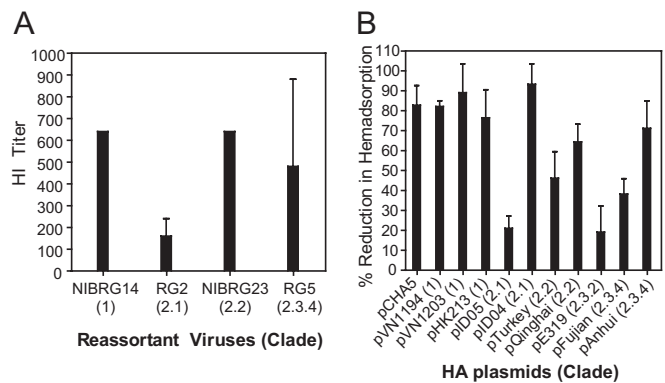 A
HI Titer
1000
900
800
700
600
500
400
300
200
100
0
NIBRG14
(1)
RG2
(2.1)
NIBRG23
(2.2)
RG5
(2.3.4)
Reassortant Viruses (Clade)
B
% Reduction in Hemadsorption
110
100
90
80
70
60
50
40
30
20
10
0
pCHA5
pVN1194 (1)
pVN1203 (1)
pHK213 (1)
pID05 (2.1)
pID04 (2.1)
pTurkey (2.2)
pQinghai (2.2)
pE319 (2.3.2)
pFujian (2.3.4)
pAnhui (2.3.4)
HA plasmids (Clade)